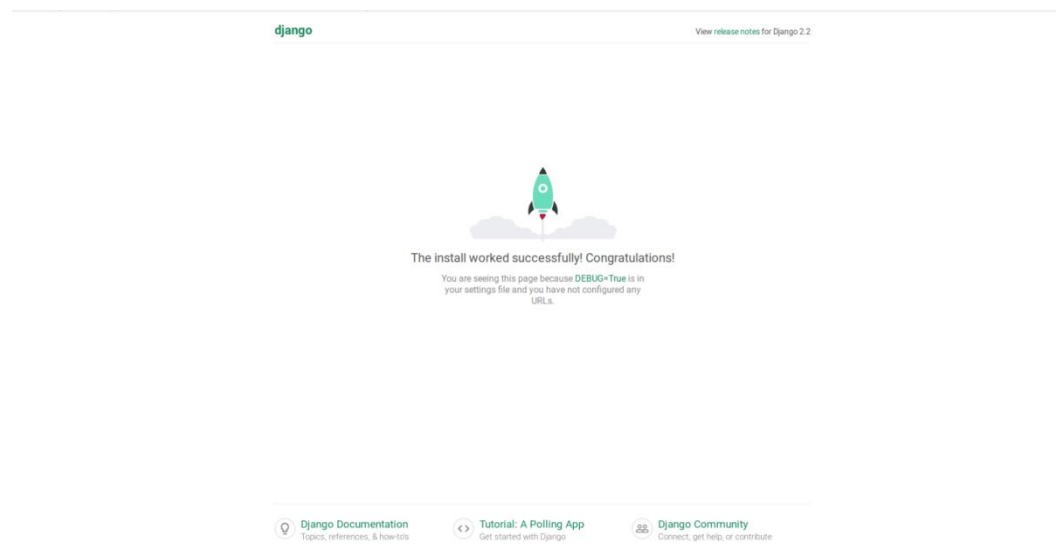 django
View release notes for Django 2.2
The install worked successfully! Congratulations!
You are seeing this page because DEBUG=True is in
your settings file and you have not configured any
URLs.
Django Documentation
Topics, references, & how-to's
Tutorial: A Polling App
Get started with Django
Django Community
Connect, get help, or contribute